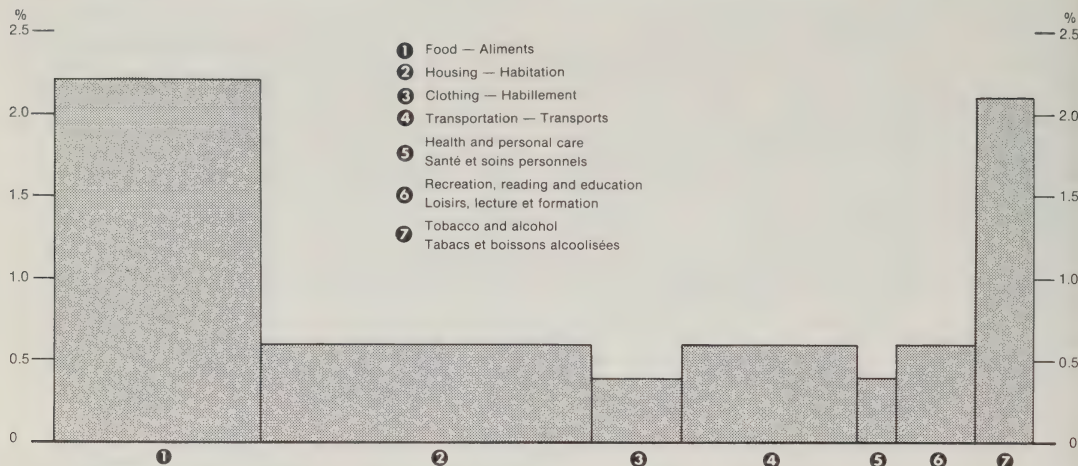 %
2.5
2.0
1.5
1.0
0.5
0
❶ Food — Aliments
❷ Housing — Habitation
❸ Clothing — Habillement
❹ Transportation — Transports
❺ Health and personal care
Santé et soins personnels
❻ Recreation, reading and education
Loisirs, lecture et formation
❼ Tobacco and alcohol
Tabacs et boissons alcoolisées
%
2.5
2.0
1.5
1.0
0.5
0
❶ ❷ ❸ ❹ ❺ ❻ ❼